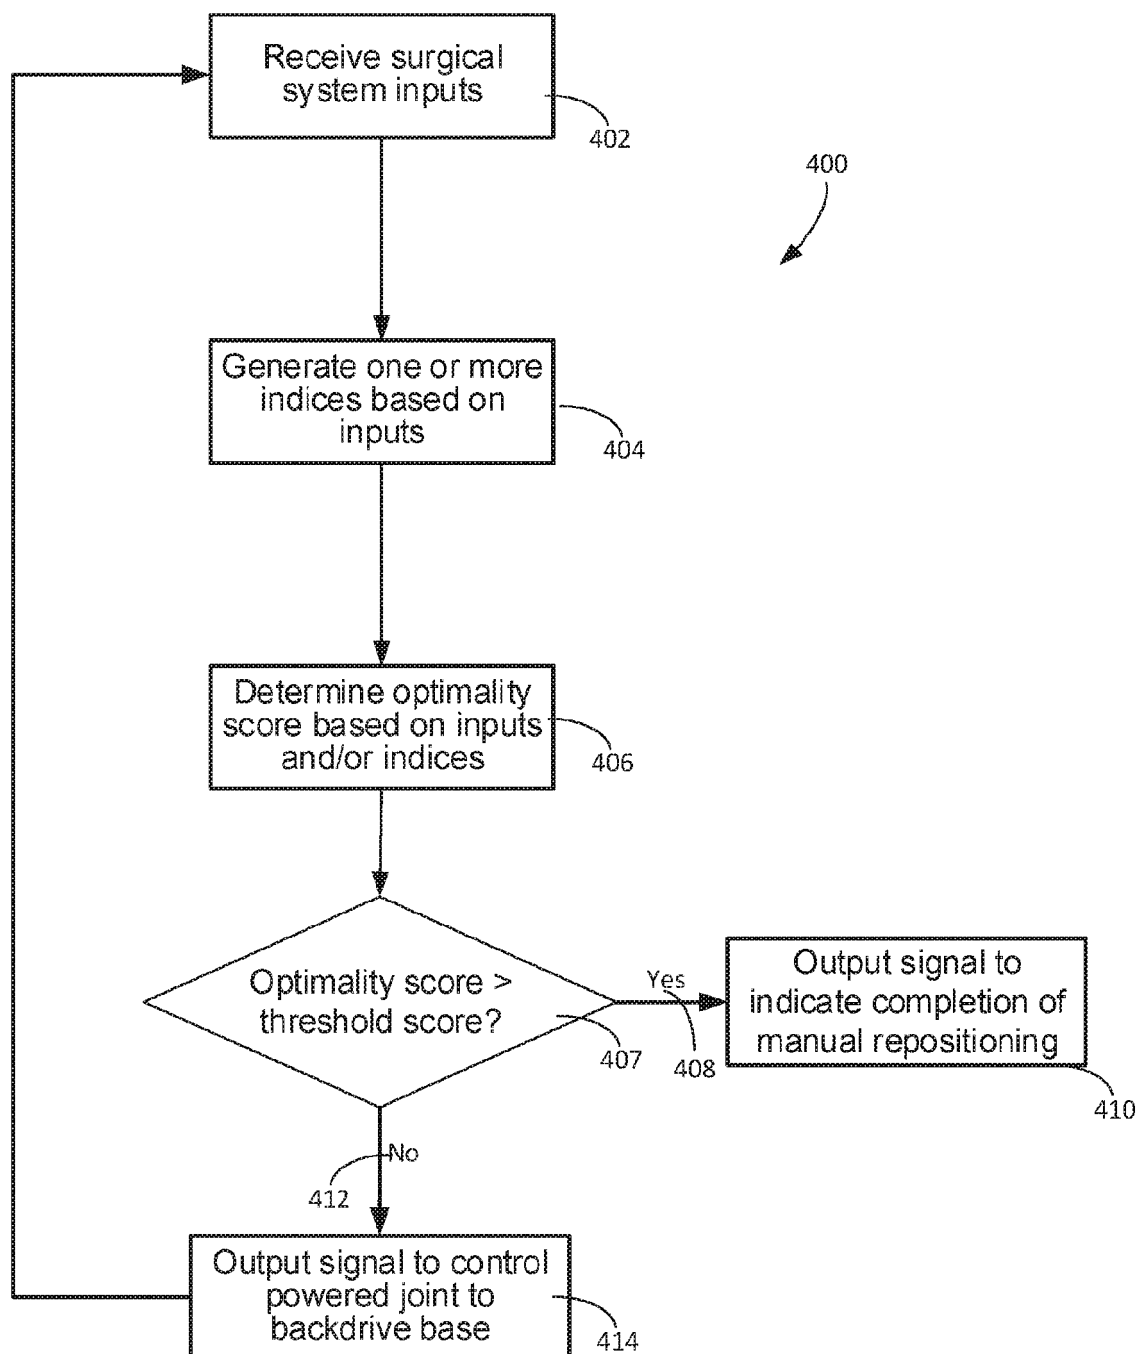 Receive surgical
system inputs
402
400
Generate one or more
indices based on
inputs
404
Determine optimality
score based on inputs
and/or indices
406
Optimality score >
threshold score?
407
Yes
408
Output signal to
indicate completion of
manual repositioning
410
No
412
Output signal to control
powered joint to
backdrive base
414